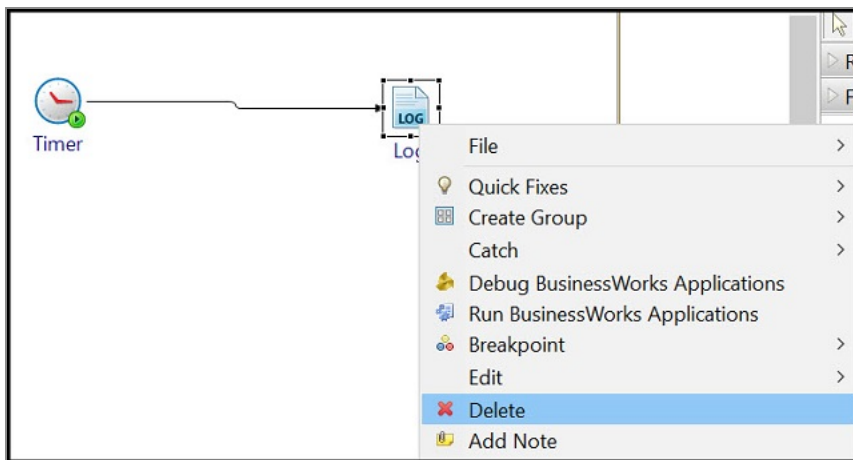 LOG
Timer
Log
File
Quick Fixes
Create Group
Catch
Debug BusinessWorks Applications
Run BusinessWorks Applications
Breakpoint
Edit
Delete
Add Note